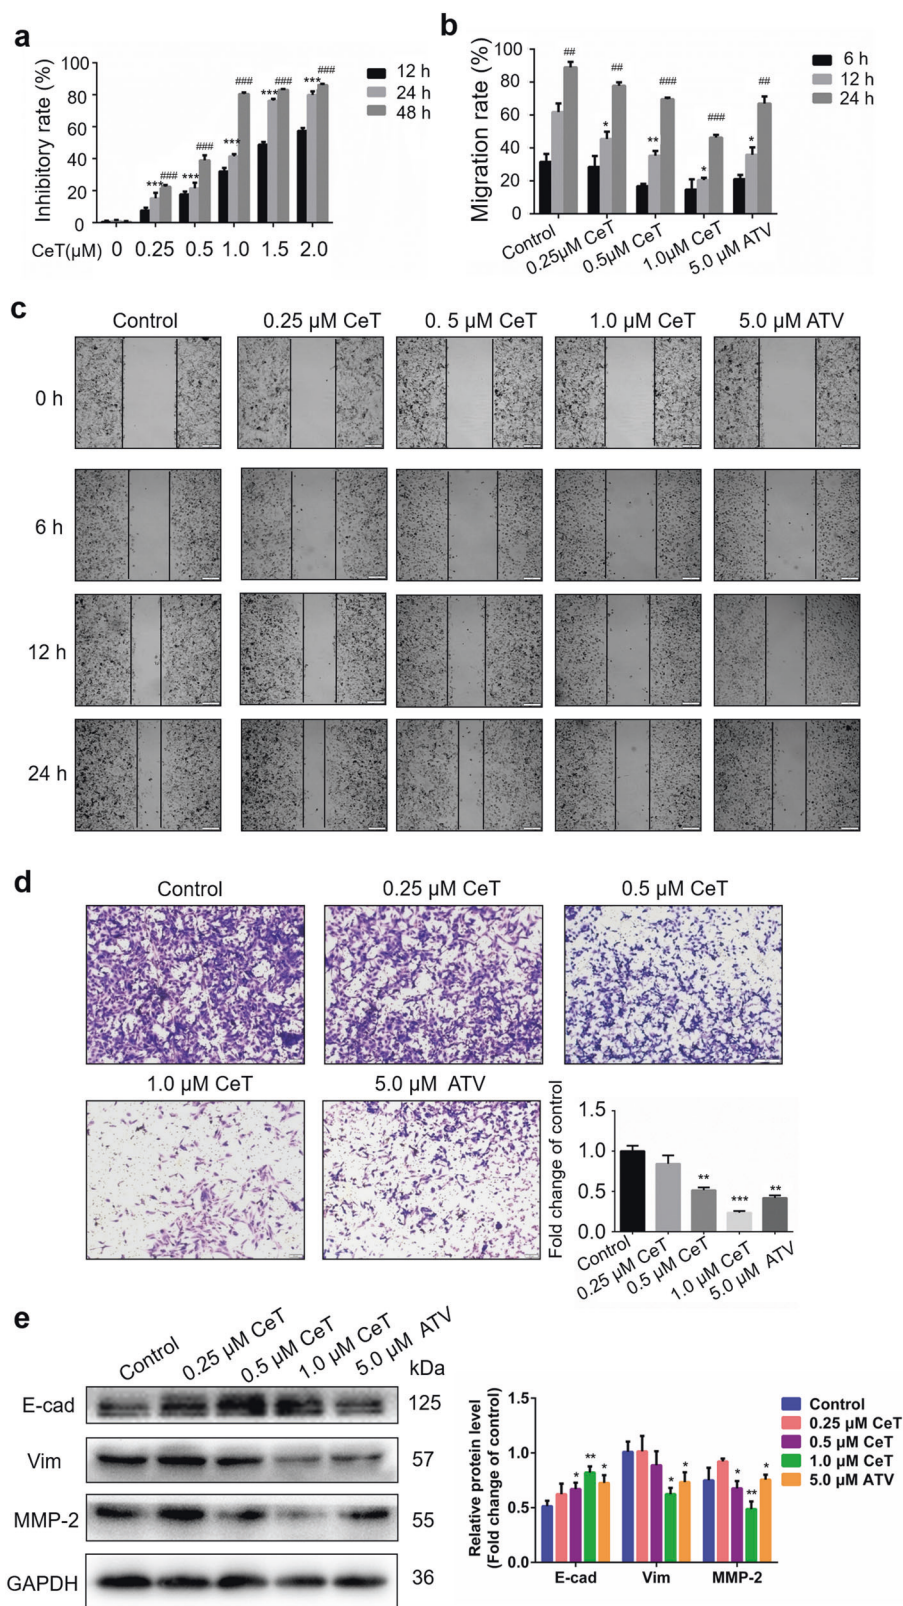 a
Inhibitory rate (%)
100
80
60
40
20
0
12 h
24 h
48 h
***
###
***
###
***
###
***
###
***
###
CeT(μM) 0 0.25 0.5 1.0 1.5 2.0
b
Migration rate (%)
100
80
60
40
20
0
6 h
12 h
24 h
##
*
##
**
###
*
###
*
##
Control
0.25μM CeT
0.5μM CeT
1.0μM CeT
5.0 μM ATV
c
Control 0.25 μM CeT 0. 5 μM CeT 1.0 μM CeT 5.0 μM ATV
0 h
6 h
12 h
24 h
d
Control 0.25 μM CeT 0.5 μM CeT
1.0 μM CeT 5.0 μM ATV
Fold change of control
1.5
1.0
0.5
0.0
**
***
**
Control
0.25 μM CeT
0.5 μM CeT
1.0 μM CeT
5.0 μM ATV
e
Control
0.25 μM CeT
0.5 μM CeT
1.0 μM CeT
5.0 μM ATV
kDa
E-cad 125
Vim 57
MMP-2 55
GAPDH 36
Relative protein level
(Fold change of control)
1.5
1.0
0.5
0.0
*
**
*
*
*
*
**
*
E-cad Vim MMP-2
Control
0.25 μM CeT
0.5 μM CeT
1.0 μM CeT
5.0 μM ATV